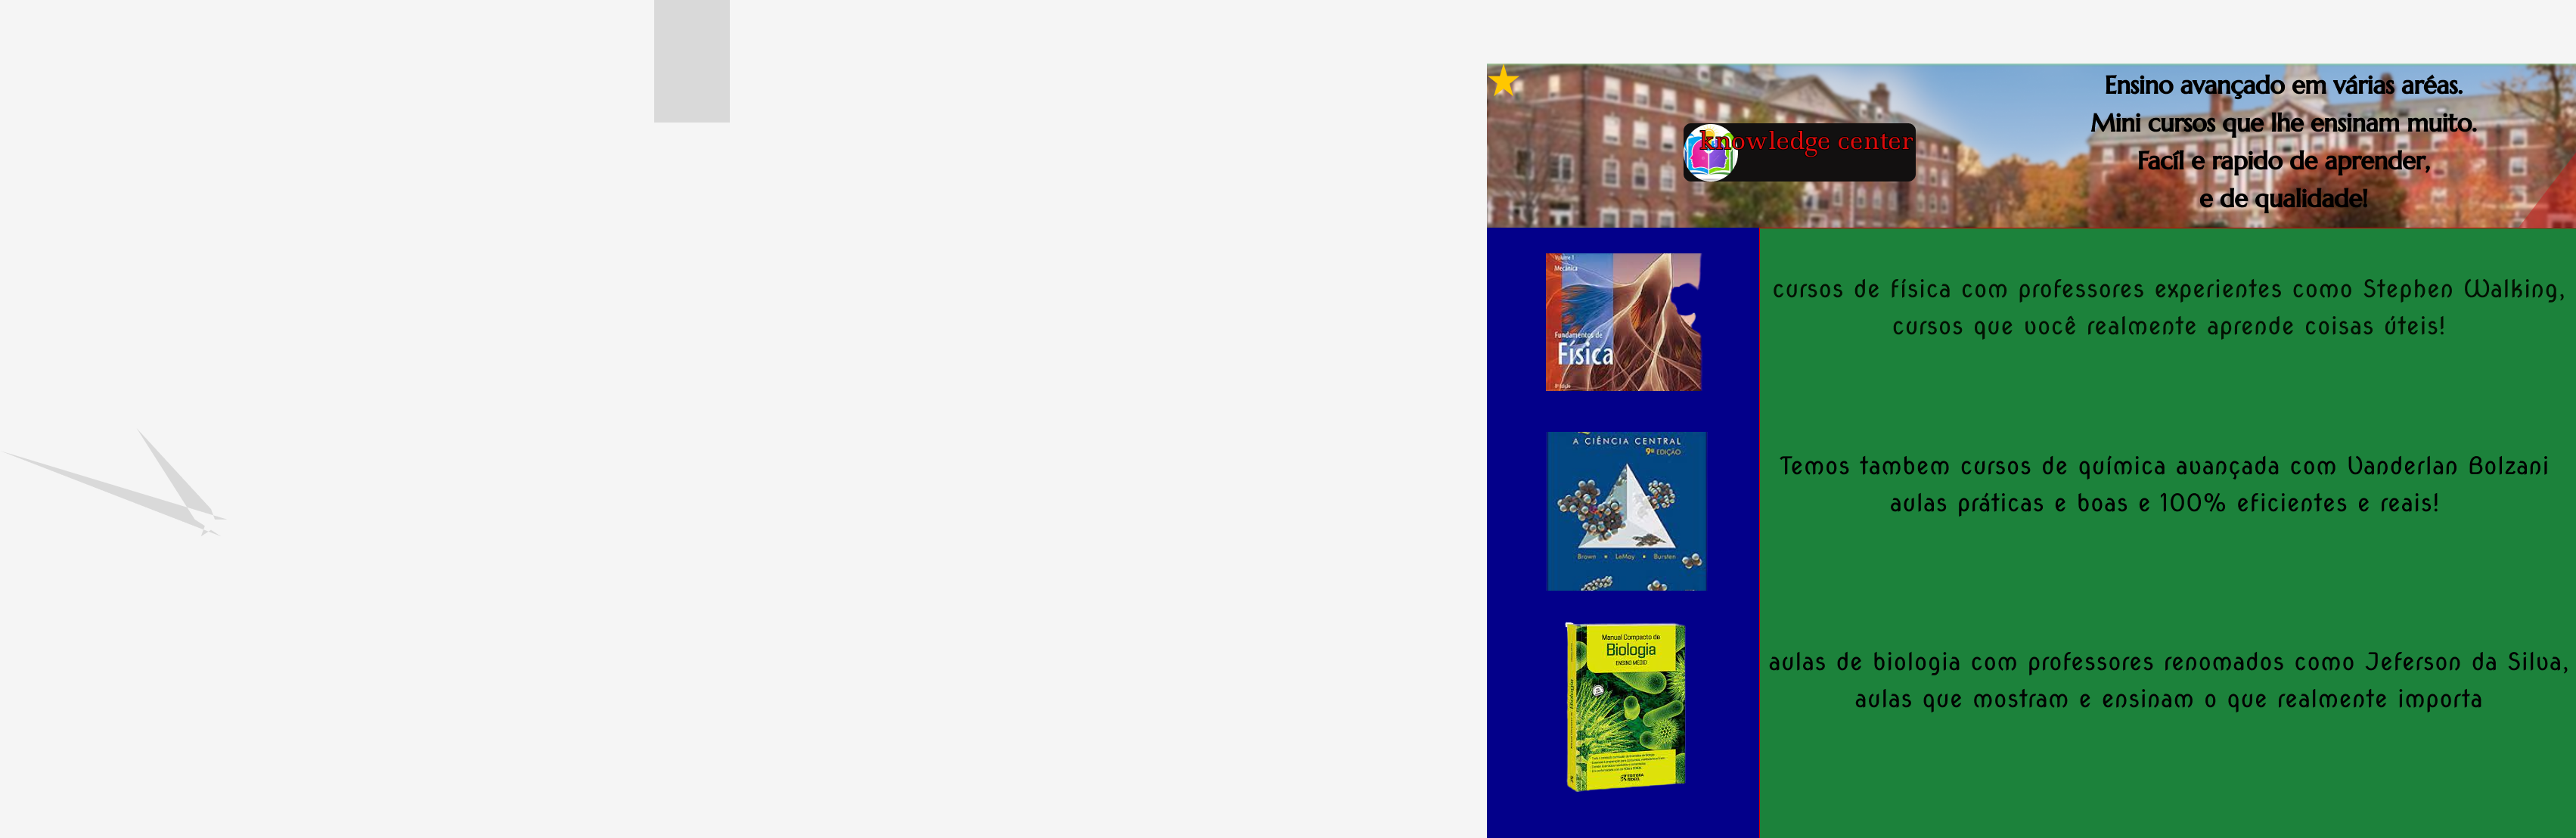 Ensino avançado em várias aréas.
Mini cursos que lhe ensinam muito.
Facíl e rapido de aprender,
e de qualidade!
knowledge center
Volume 1
Mecânica
Fundamentos de
Física
8ª Edição
cursos de física com professores experientes como Stephen Walking,
cursos que você realmente aprende coisas úteis!
A CIÊNCIA CENTRAL
9ª EDIÇÃO
Brown • LeMay • Bursten
Temos tambem cursos de química avançada com Vanderlan Bolzani
aulas práticas e boas e 100% eficientes e reais!
Manual Compacto de
Biologia
ENSINO MÉDIO
EDITORA
RIDEEL
aulas de biologia com professores renomados como Jeferson da Silva,
aulas que mostram e ensinam o que realmente importa